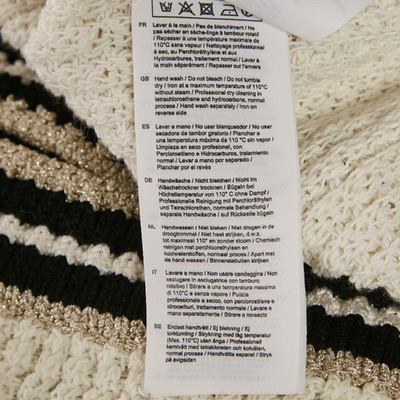 FR Laver à la main / Pas de blanchiment / Ne
pas mettre en sèche-linge à tambour rotatif
/ Repasser à une température maximale de
110°C sans vapeur / Nettoyage professionnel
à sec, au Perchloréthylène et aux
Hydrocarbures, traitement normal / Laver à
la main séparément / Repasser sur l'envers
GB Hand wash / Do not bleach / Do not tumble
dry / Iron at a maximum temperature of 110°C
without steam / Professional dry cleaning in
tetrachloroethene and hydrocarbons, normal
process / Hand wash separately / Iron on
reverse side
ES Lavar a mano / No usar blanqueador / No usar
secadora de tambor giratorio / Planchar a
una temperatura máxima de 110°C sin vapor /
Limpieza en seco profesional, con
Percloroetileno o Hidrocarburos, tratamiento
normal / Lavar a mano por separado /
Planchar por el revés
DE Handwäsche / Nicht bleichen / Nicht im
Wäschetrockner trocknen / Bügeln bei
Höchsttemperatur von 110° C ohne Dampf /
Professionelle Reinigung mit Perchloräthylen
und Tetrachlorethen, normale Behandlung /
separate Handwäsche / auf Rückseite bügeln
NL Handwassen / Niet bleken / Niet drogen in de
droogtrommel / Niet heet strijken, d.w.z.
tot maximaal 110° en zonder stoom / Chemisch
reinigen met perchloorethyleen en
koolwaterstoffen, normaal proces / Apart met
de hand wassen / Binnenstebuiten strijken
IT Lavare a mano / Non usare candeggina / Non
asciugare in asciugatrice con tamburo
rotativo / Stirare a una temperatura massima
di 110°C e senza vapore / Pulizia
professionale a secco, con percloroetilene e
idrocarburi, trattamento normale / Lavare a
mano separatamente / Stirare a rovescio
SE Endast handtvätt / Ej blekning / Ej
torktumling / Strykning med låg temperatur
(Max. 110°C) utan ånga / Professionell
kemtvätt med tetrakloreten och kolväten,
normal process / Handtvätta separat / Stryk
på avigsidan